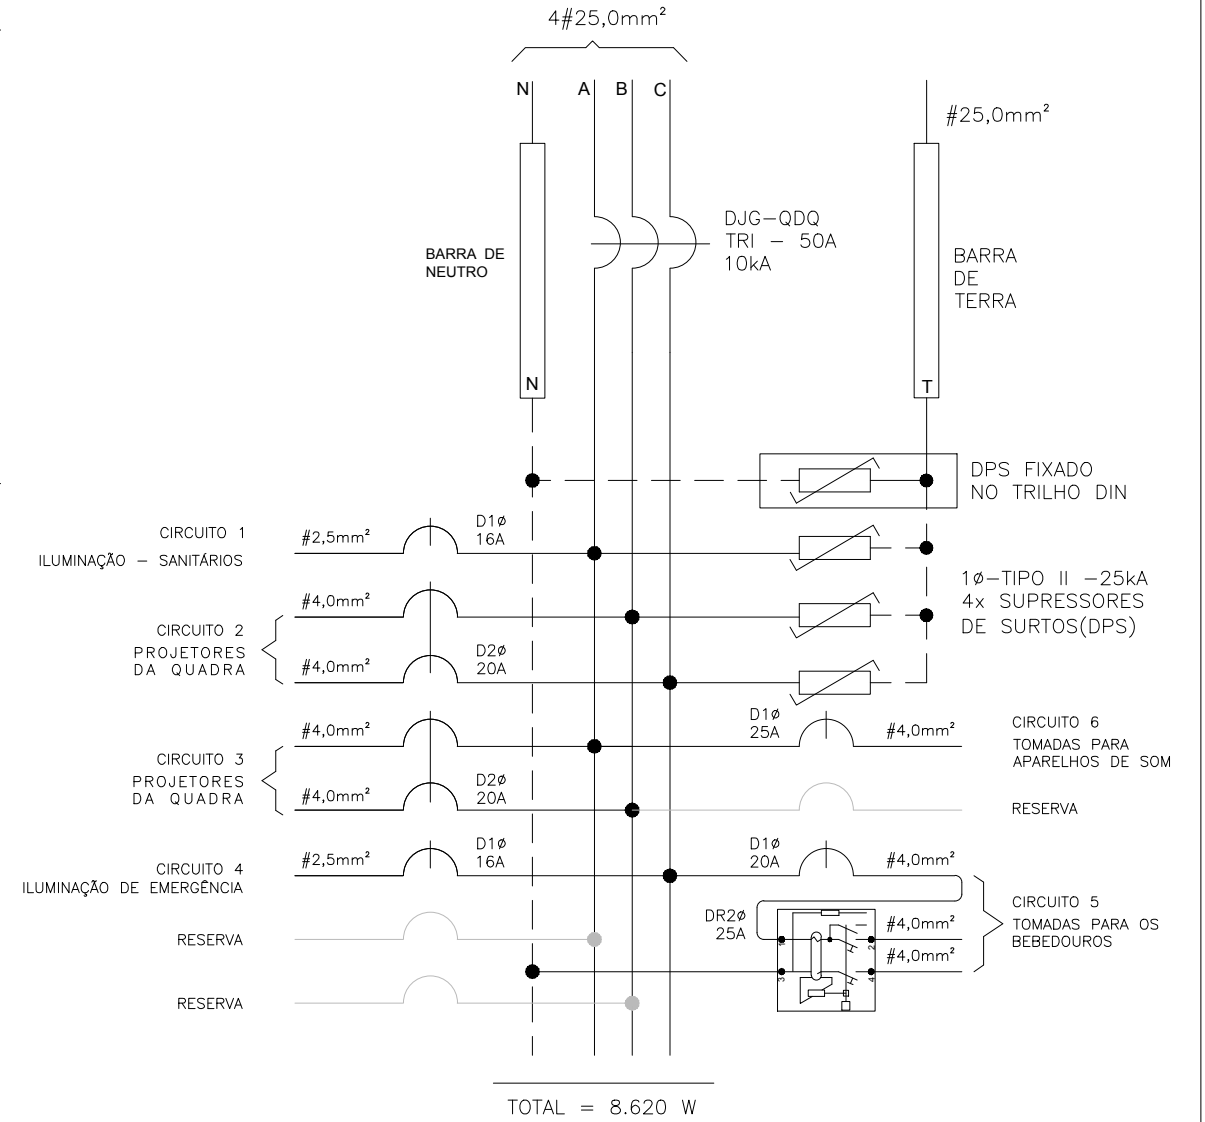 4#25,0mm²
N
A
B
C
#25,0mm²
DJG-QDQ
TRI - 50A
10kA
BARRA DE
NEUTRO
BARRA
DE
TERRA
N
T
DPS FIXADO
NO TRILHO DIN
CIRCUITO 1
ILUMINAÇÃO - SANITÁRIOS
#2,5mm²
D1ø
16A
1ø-TIPO II -25kA
4x SUPRESSORES
DE SURTOS(DPS)
CIRCUITO 2
PROJETORES
DA QUADRA
#4,0mm²
#4,0mm²
D2ø
20A
CIRCUITO 3
PROJETORES
DA QUADRA
#4,0mm²
#4,0mm²
D2ø
20A
D1ø
25A
#4,0mm²
CIRCUITO 6
TOMADAS PARA
APARELHOS DE SOM
RESERVA
CIRCUITO 4
ILUMINAÇÃO DE EMERGÊNCIA
#2,5mm²
D1ø
16A
D1ø
20A
#4,0mm²
DR2ø
25A
#4,0mm²
#4,0mm²
1
2
3
4
CIRCUITO 5
TOMADAS PARA OS
BEBEDOUROS
RESERVA
RESERVA
TOTAL = 8.620 W